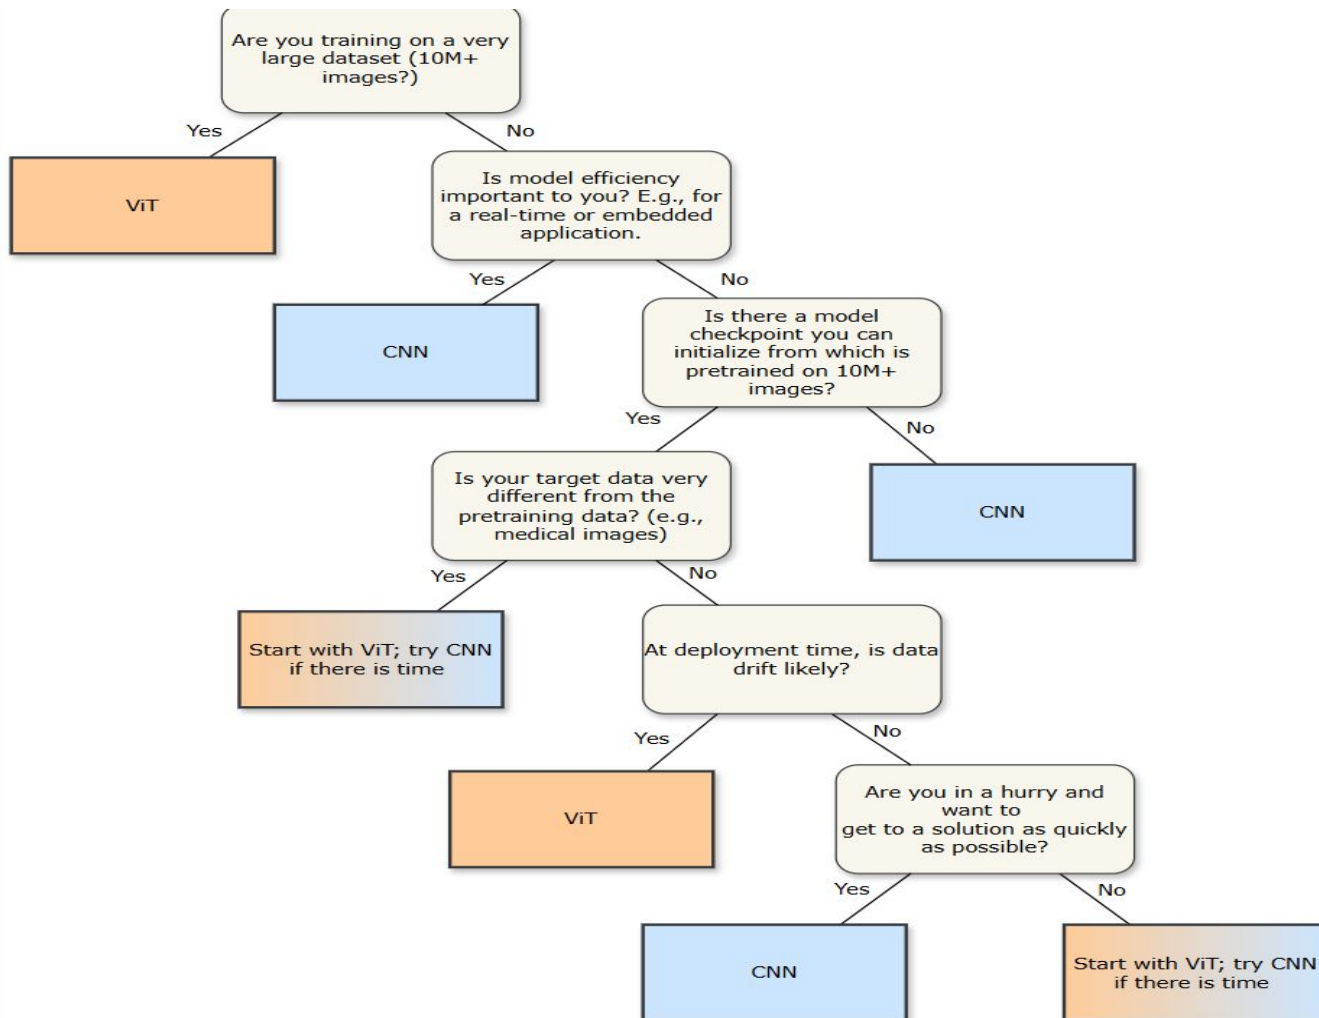 Are you training on a very
large dataset (10M+
images?)
Yes
No
ViT
Is model efficiency
important to you? E.g., for
a real-time or embedded
application.
Yes
No
CNN
Is there a model
checkpoint you can
initialize from which is
pretrained on 10M+
images?
Yes
No
Is your target data very
different from the
pretraining data? (e.g.,
medical images)
CNN
Yes
No
Start with ViT; try CNN
if there is time
At deployment time, is data
drift likely?
Yes
No
ViT
Are you in a hurry and
want to
get to a solution as quickly
as possible?
Yes
No
CNN
Start with ViT; try CNN
if there is time